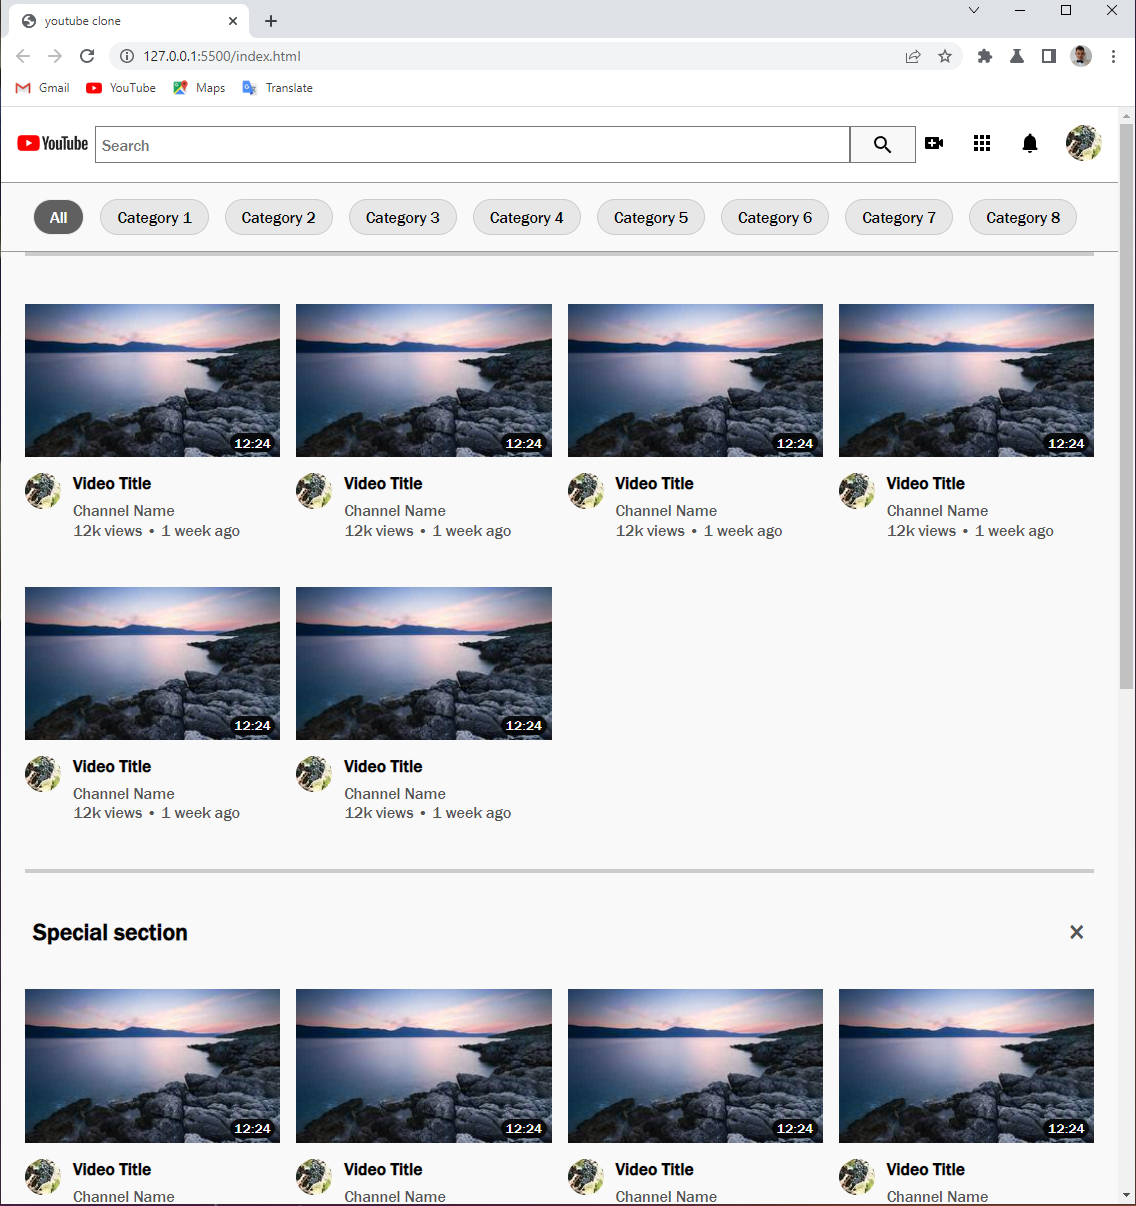 youtube clone
127.0.0.1:5500/index.html
Gmail YouTube Maps Translate
YouTube Search
All Category 1 Category 2 Category 3 Category 4 Category 5 Category 6 Category 7 Category 8
12:24 12:24 12:24 12:24
Video Title Video Title Video Title Video Title
Channel Name Channel Name Channel Name Channel Name
12k views • 1 week ago 12k views • 1 week ago 12k views • 1 week ago 12k views • 1 week ago
12:24 12:24
Video Title Video Title
Channel Name Channel Name
12k views • 1 week ago 12k views • 1 week ago
Special section
12:24 12:24 12:24 12:24
Video Title Video Title Video Title Video Title
Channel Name Channel Name Channel Name Channel Name